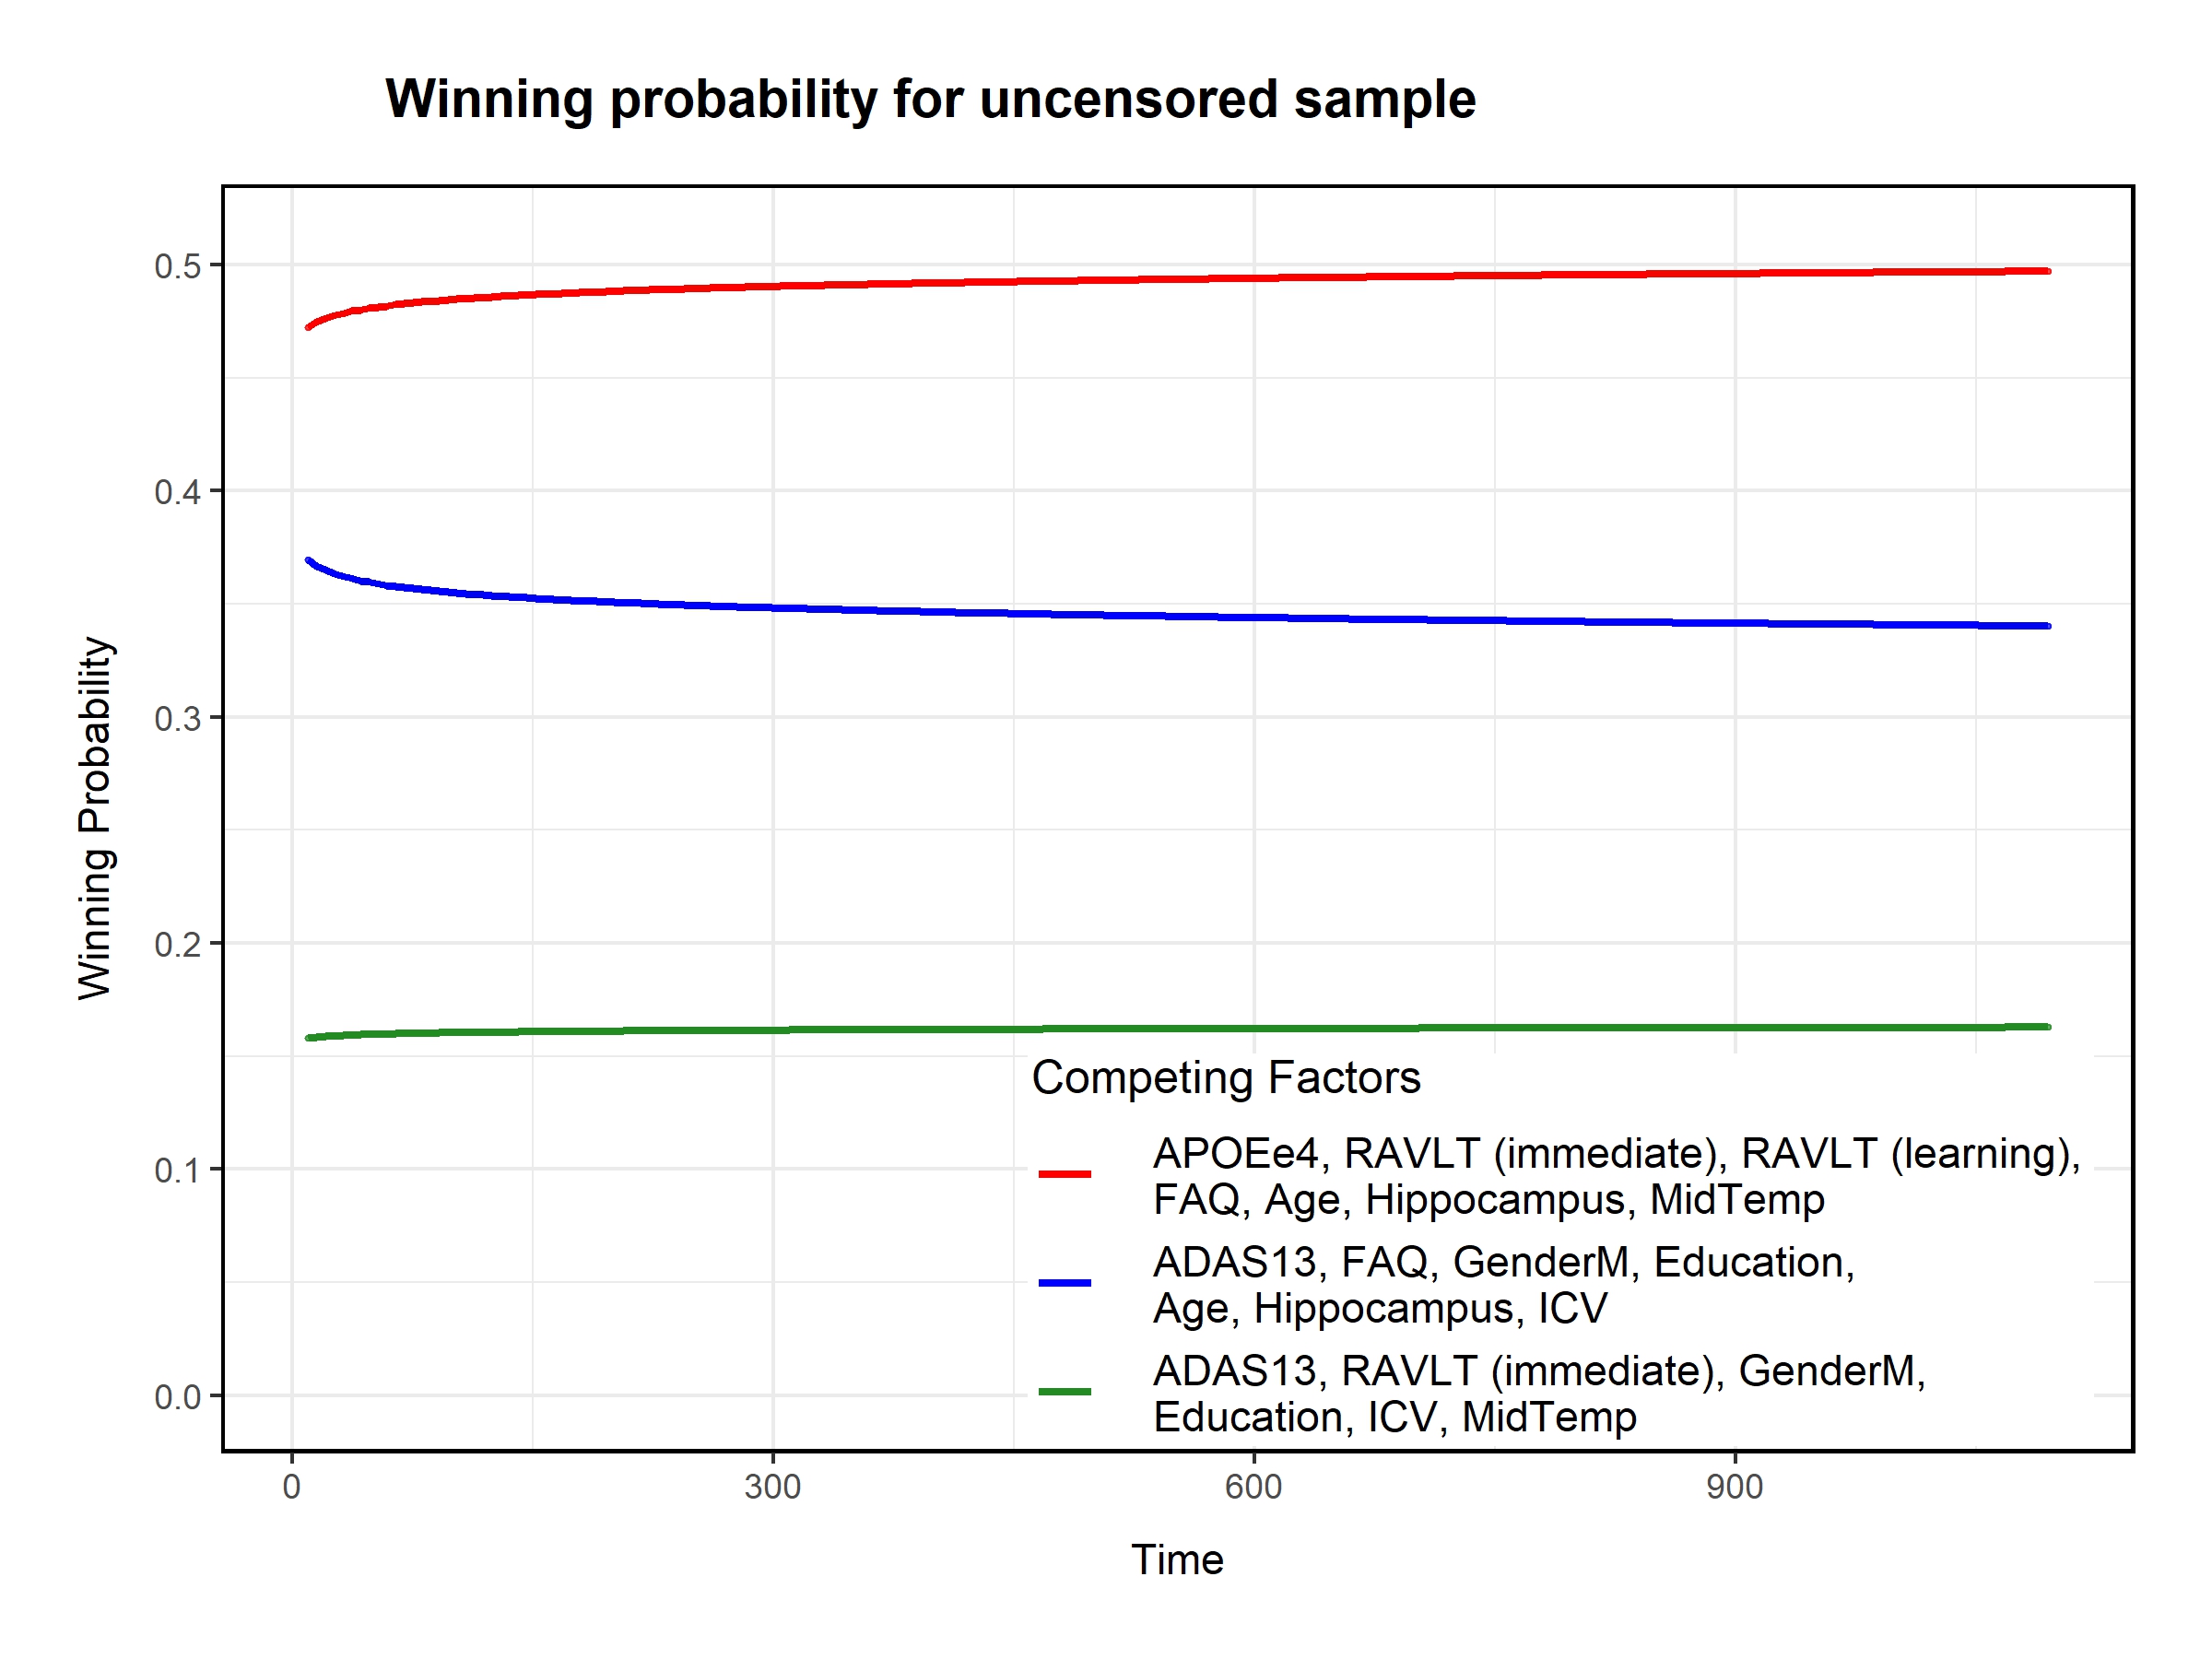 Winning probability for uncensored sample
Winning Probability
0.5
0.4
0.3
0.2
0.1
0.0
Competing Factors
APOEe4, RAVLT (immediate), RAVLT (learning),
FAQ, Age, Hippocampus, MidTemp
ADAS13, FAQ, GenderM, Education,
Age, Hippocampus, ICV
ADAS13, RAVLT (immediate), GenderM,
Education, ICV, MidTemp
0 300 600 900
Time